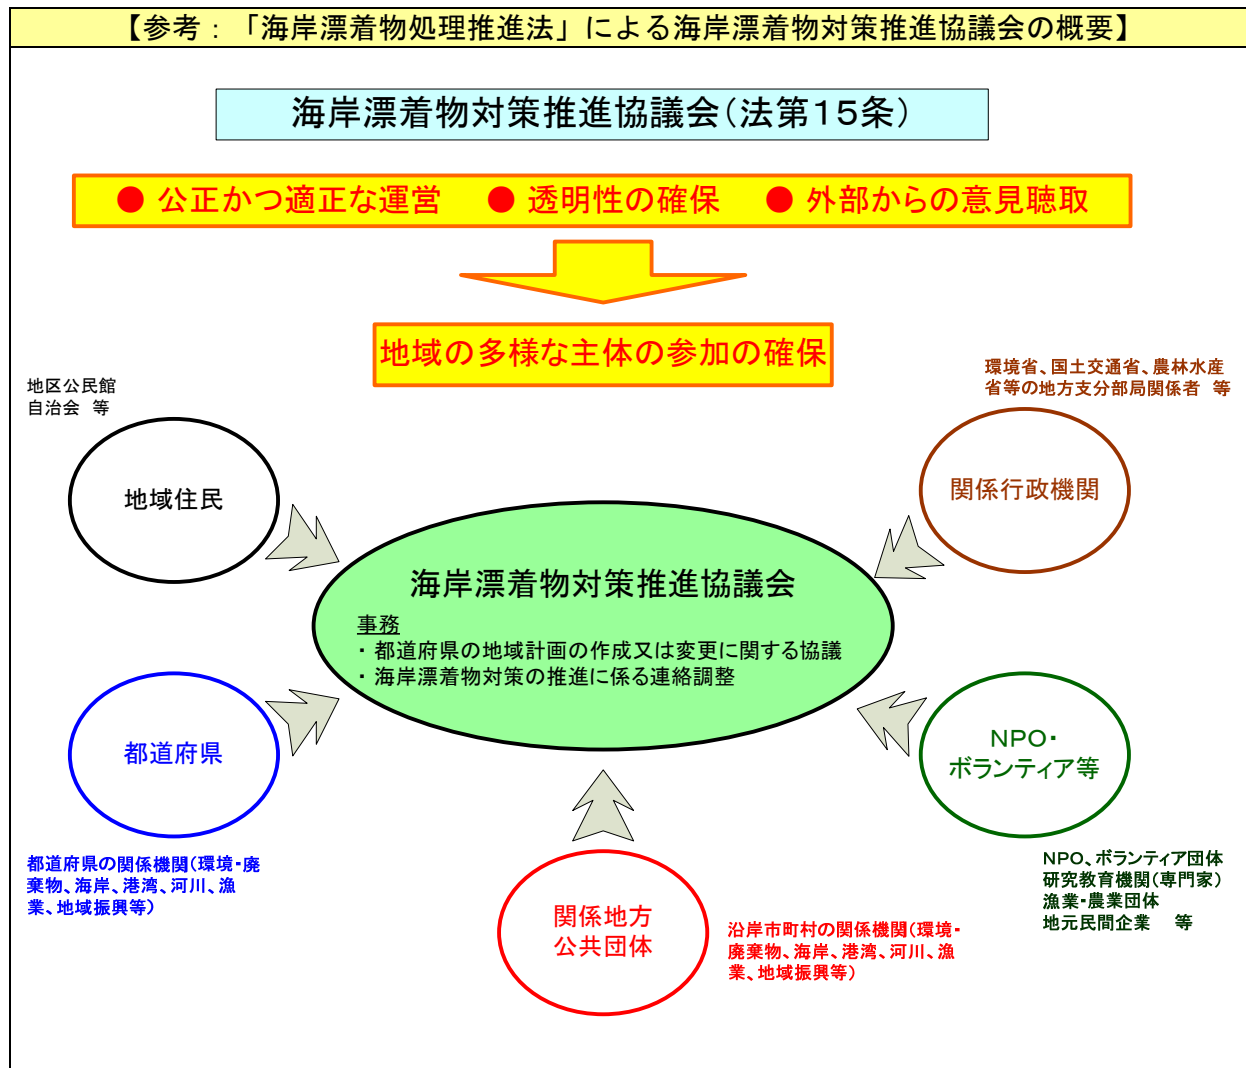 【参考：「海岸漂着物処理推進法」による海岸漂着物対策推進協議会の概要】
海岸漂着物対策推進協議会（法第１５条）
● 公正かつ適正な運営　● 透明性の確保　● 外部からの意見聴取
地域の多様な主体の参加の確保
地区公民館
自治会　等
地域住民
環境省、国土交通省、農林水産
省等の地方支分部局関係者　等
関係行政機関
海岸漂着物対策推進協議会
事務
・ 都道府県の地域計画の作成又は変更に関する協議
・ 海岸漂着物対策の推進に係る連絡調整
都道府県
都道府県の関係機関（環境・廃
棄物、海岸、港湾、河川、漁
業、地域振興等）
関係地方
公共団体
沿岸市町村の関係機関（環境・
廃棄物、海岸、港湾、河川、漁
業、地域振興等）
ＮＰＯ・
ボランティア等
ＮＰＯ、ボランティア団体
研究教育機関（専門家）
漁業・農業団体
地元民間企業　等